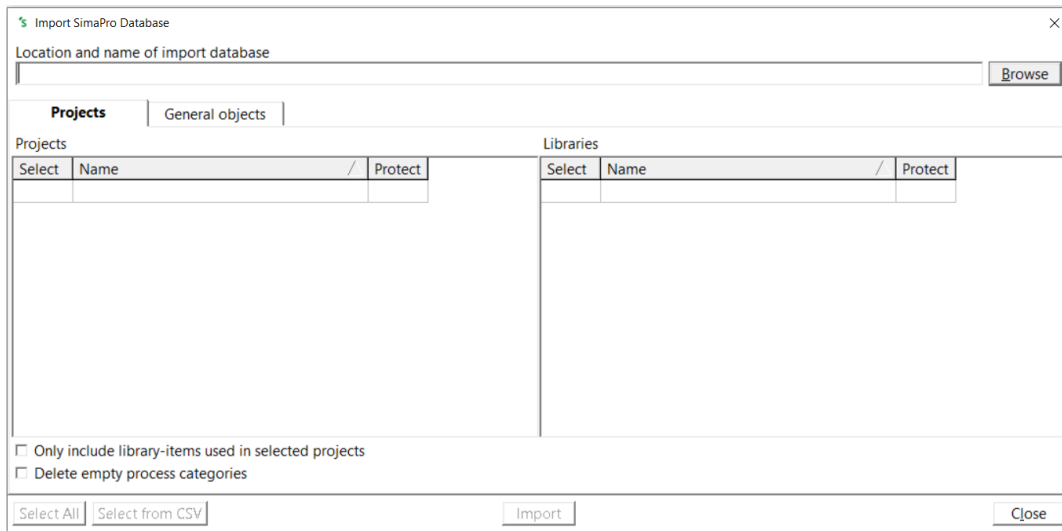 Import SimaPro Database
Location and name of import database
Browse
Projects General objects
Projects Libraries
Select Name Protect Select Name Protect
Only include library-items used in selected projects
Delete empty process categories
Select All Select from CSV Import Close